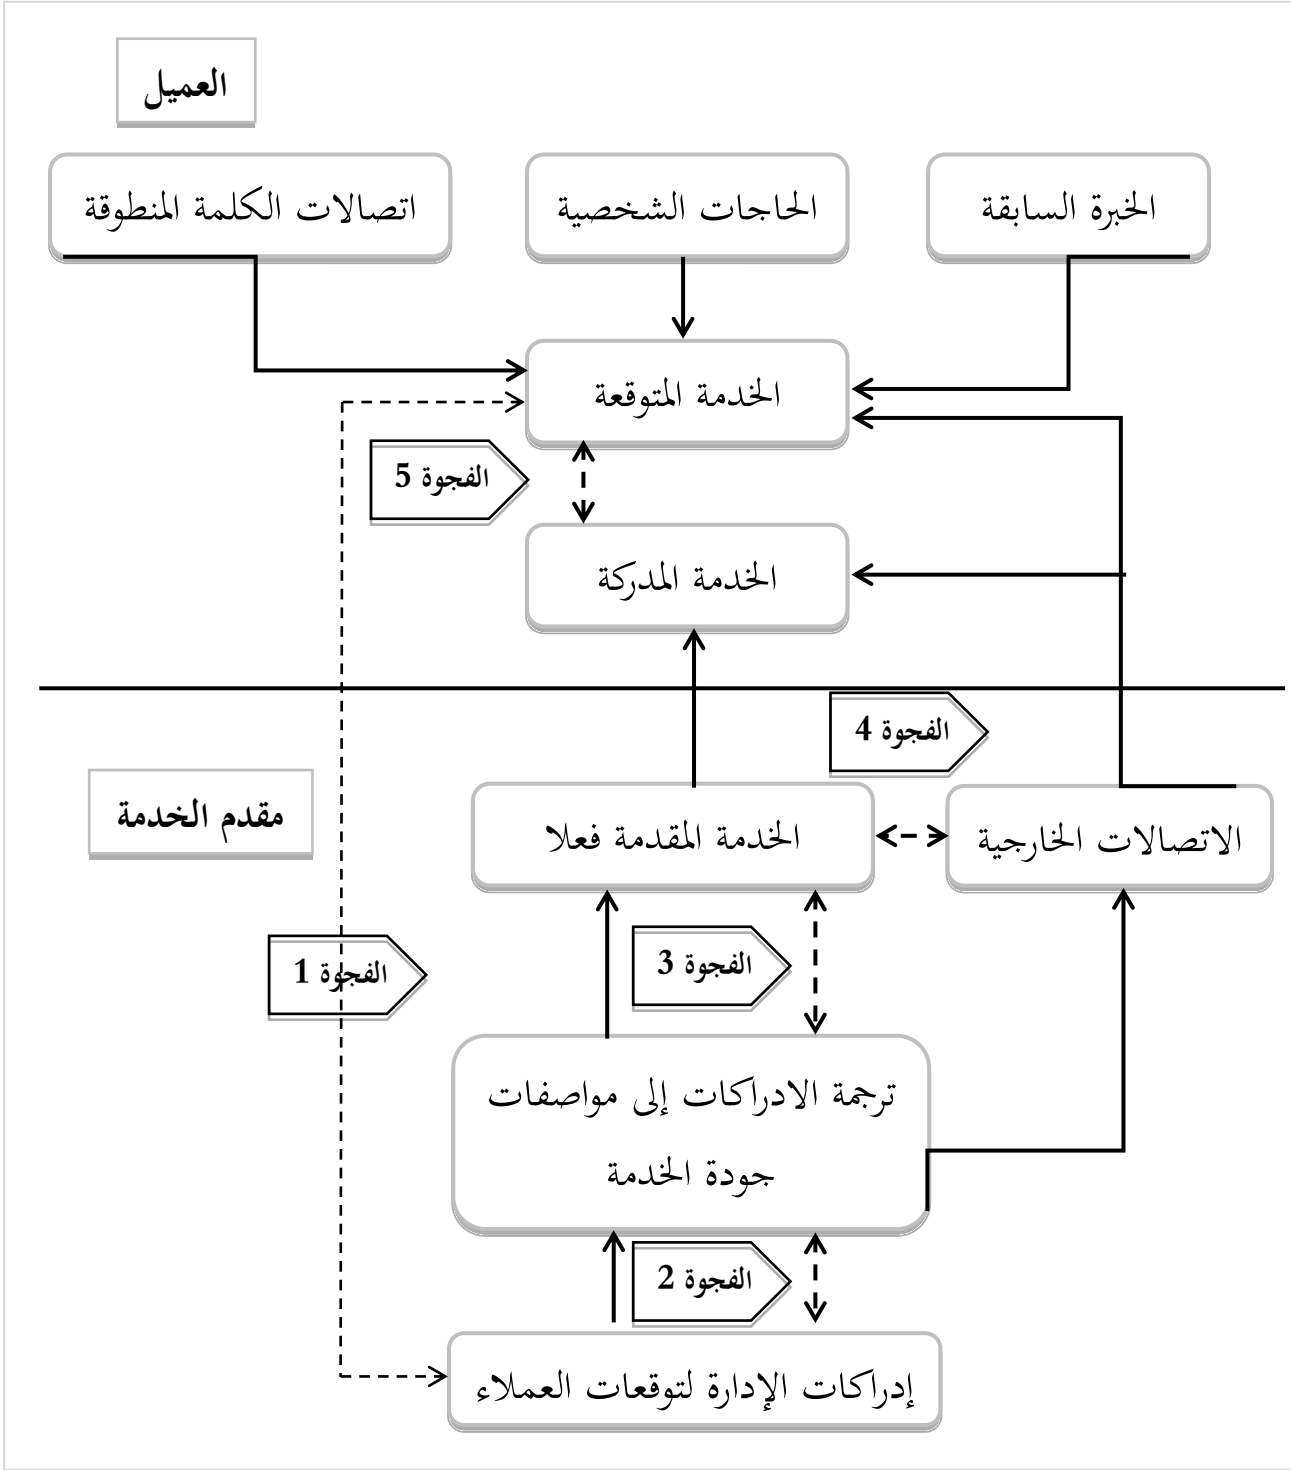 العميل
الخبرة السابقة
الحاجات الشخصية
اتصالات الكلمة المنطوقة
الخدمة المتوقعة
الفجوة 5
الخدمة المدركة
الفجوة 4
مقدم الخدمة
الاتصالات الخارجية
الخدمة المقدمة فعلا
الفجوة 3
الفجوة 1
ترجمة الادراكات إلى مواصفات
جودة الخدمة
الفجوة 2
إدراكات الإدارة لتوقعات العملاء